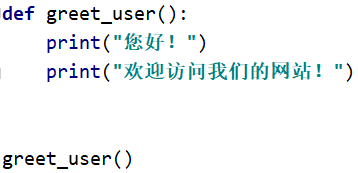 def greet_user():
    print("您好！")
    print("欢迎访问我们的网站！")
greet_user()